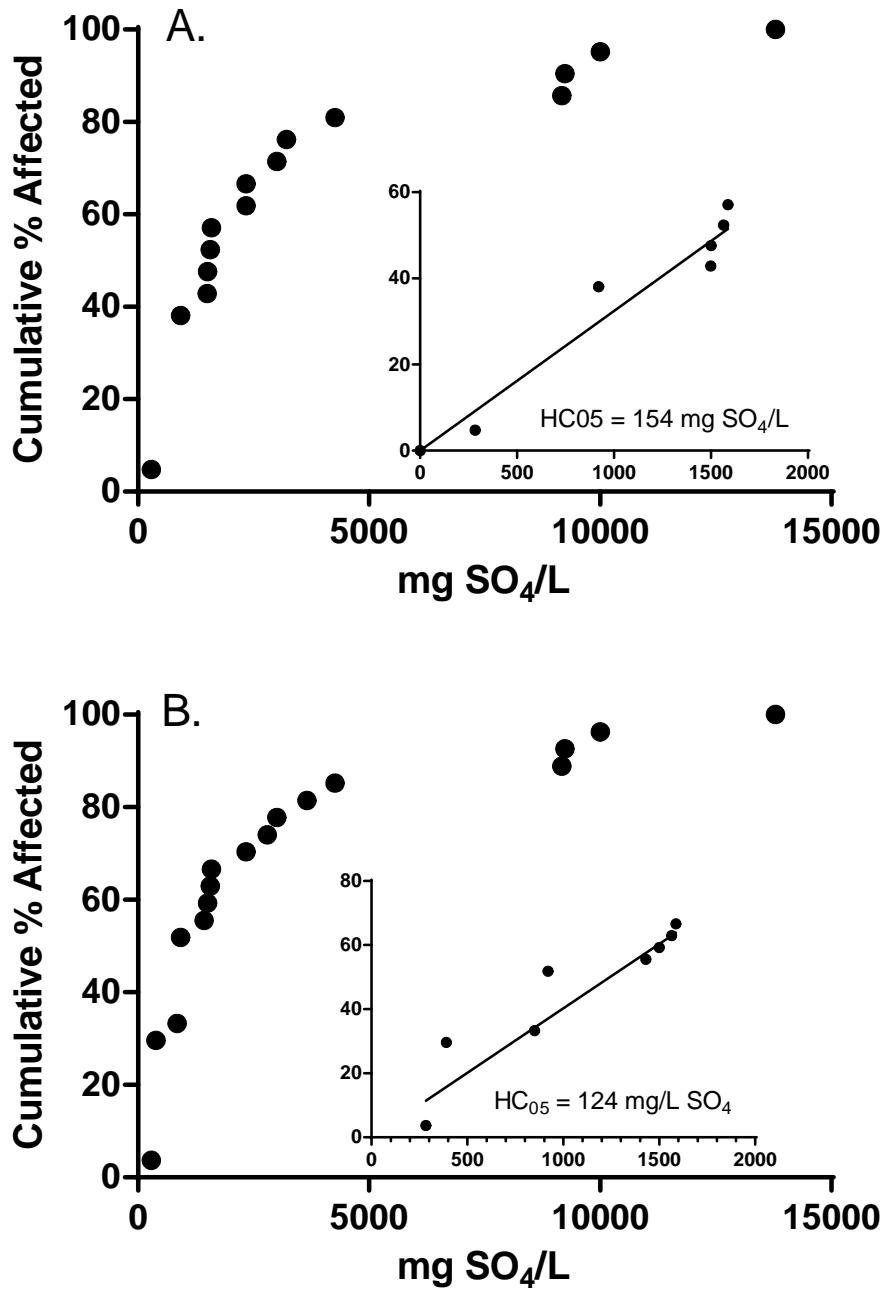 A.
Cumulative % Affected
100
80
60
40
20
0
0 5000 10000 15000
mg SO₄/L
60
40
20
0
0 500 1000 1500 2000
HC05 = 154 mg SO₄/L
B.
Cumulative % Affected
100
80
60
40
20
0
0 5000 10000 15000
mg SO₄/L
80
60
40
20
0
0 500 1000 1500 2000
HC₀₅ = 124 mg/L SO₄